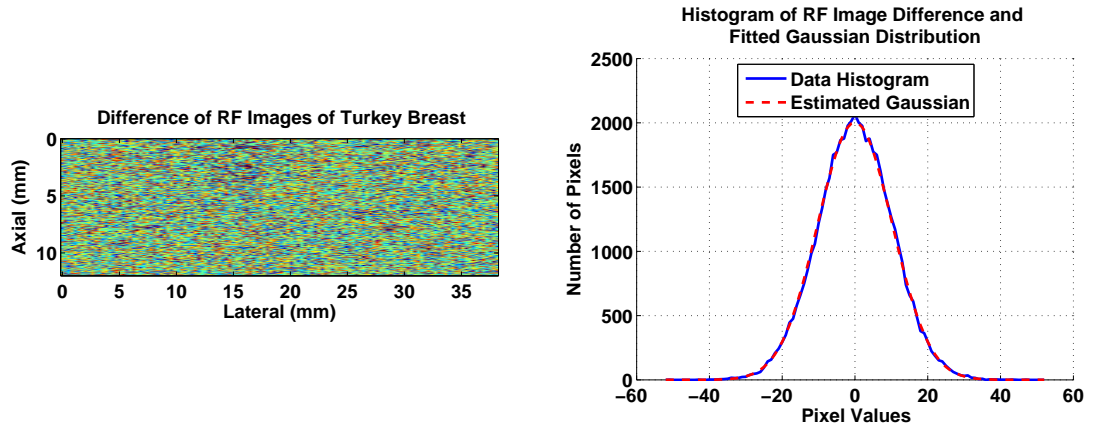 Difference of RF Images of Turkey Breast
Axial (mm)
0
5
10
0 5 10 15 20 25 30 35
Lateral (mm)
Histogram of RF Image Difference and
Fitted Gaussian Distribution
Data Histogram
Estimated Gaussian
Number of Pixels
2500
2000
1500
1000
500
0
−60 −40 −20 0 20 40 60
Pixel Values